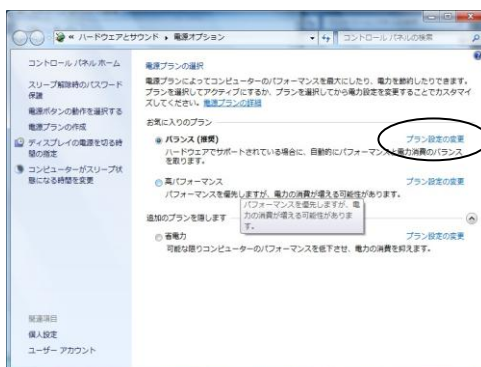 « ハードウェアとサウンド ▸ 電源オプション
コントロール パネルの検索
コントロール パネル ホーム
スリープ解除時のパスワード
保護
電源ボタンの動作を選択する
電源プランの作成
ディスプレイの電源を切る時
間の指定
コンピューターがスリープ状
態になる時間を変更
関連項目
個人設定
ユーザー アカウント
電源プランの選択
電源プランによってコンピューターのパフォーマンスを最大にしたり、電力を節約したりできます。
プランを選択してアクティブにするか、プランを選択してから電力設定を変更することでカスタマイ
ズしてください。電源プランの詳細
お気に入りのプラン
バランス (推奨) プラン設定の変更
ハードウェアでサポートされている場合に、自動的にパフォーマンスと電力消費のバランス
を取ります。
高パフォーマンス プラン設定の変更
パフォーマンスを優先しますが、電力の消費が増える可能性があります。
パフォーマンスを優先しますが、電
力の消費が増える可能性がありま
す。
追加のプランを隠します
省電力 プラン設定の変更
可能な限りコンピューターのパフォーマンスを低下させ、電力の消費を抑えます。